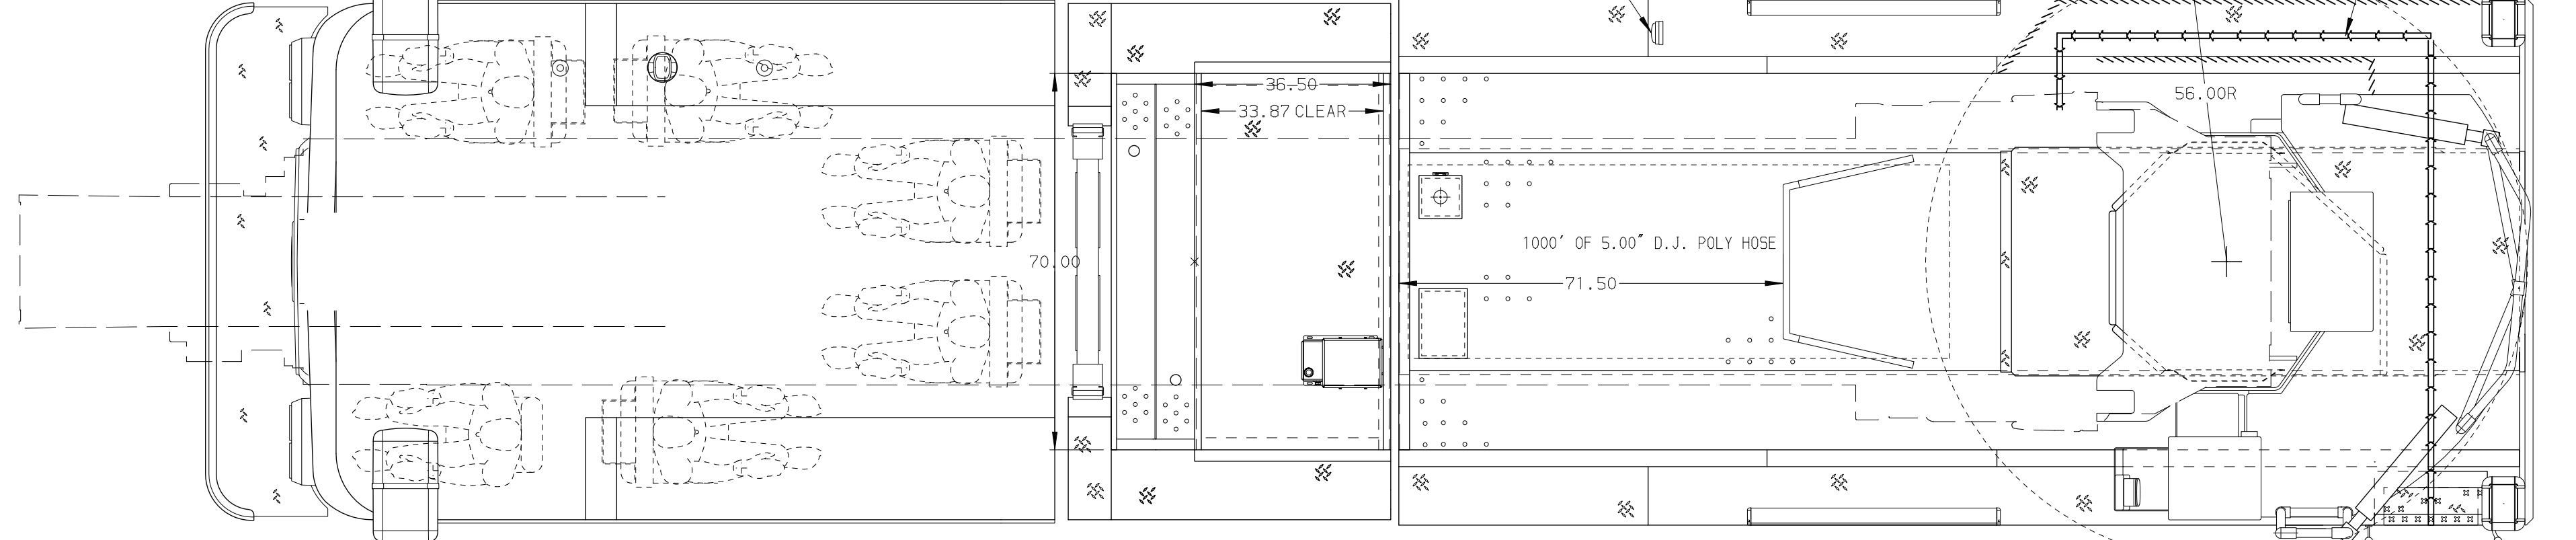 36.50
33.87 CLEAR
56.00R
1000' OF 5.00" D.J. POLY HOSE
70.00
71.50